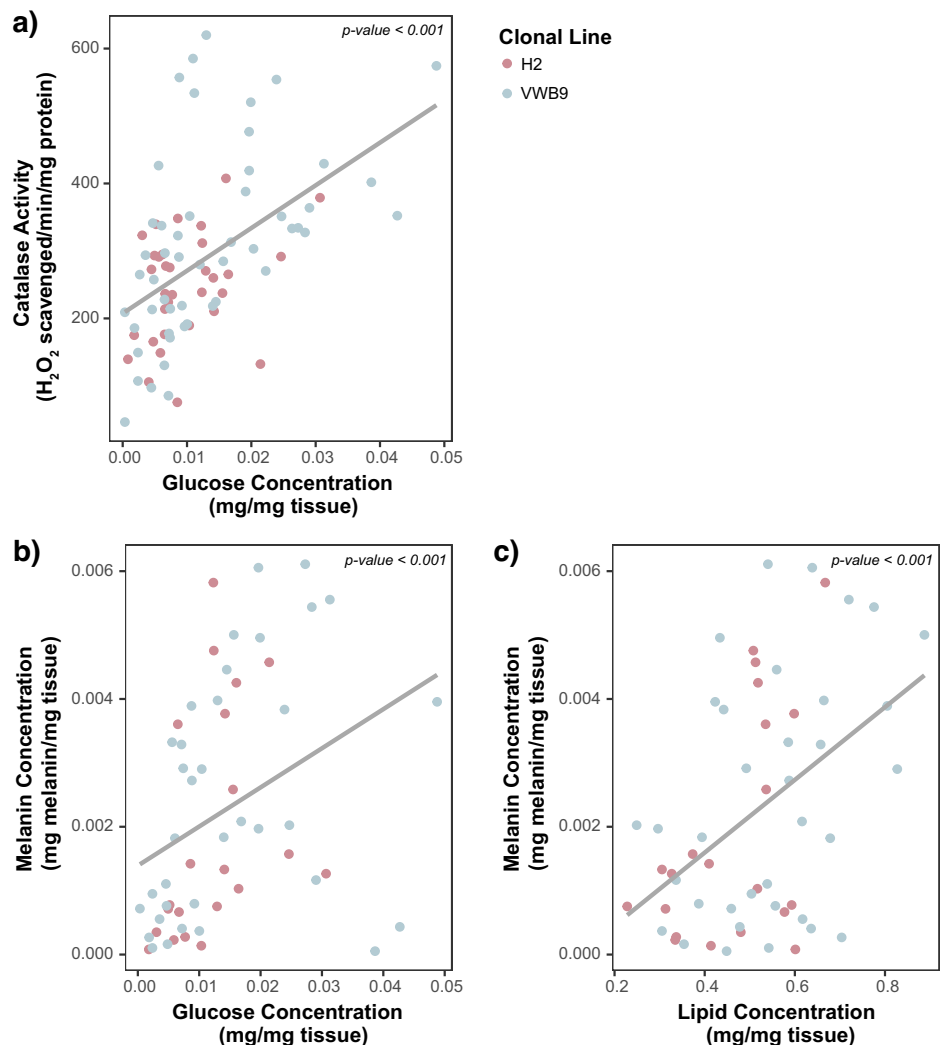 a)
p-value < 0.001
Clonal Line
H2
VWB9
Catalase Activity
(H₂O₂ scavenged/min/mg protein)
600
400
200
0.00 0.01 0.02 0.03 0.04 0.05
Glucose Concentration
(mg/mg tissue)
b)
p-value < 0.001
Melanin Concentration
(mg melanin/mg tissue)
0.006
0.004
0.002
0.000
0.00 0.01 0.02 0.03 0.04 0.05
Glucose Concentration
(mg/mg tissue)
c)
p-value < 0.001
Melanin Concentration
(mg melanin/mg tissue)
0.006
0.004
0.002
0.000
0.2 0.4 0.6 0.8
Lipid Concentration
(mg/mg tissue)